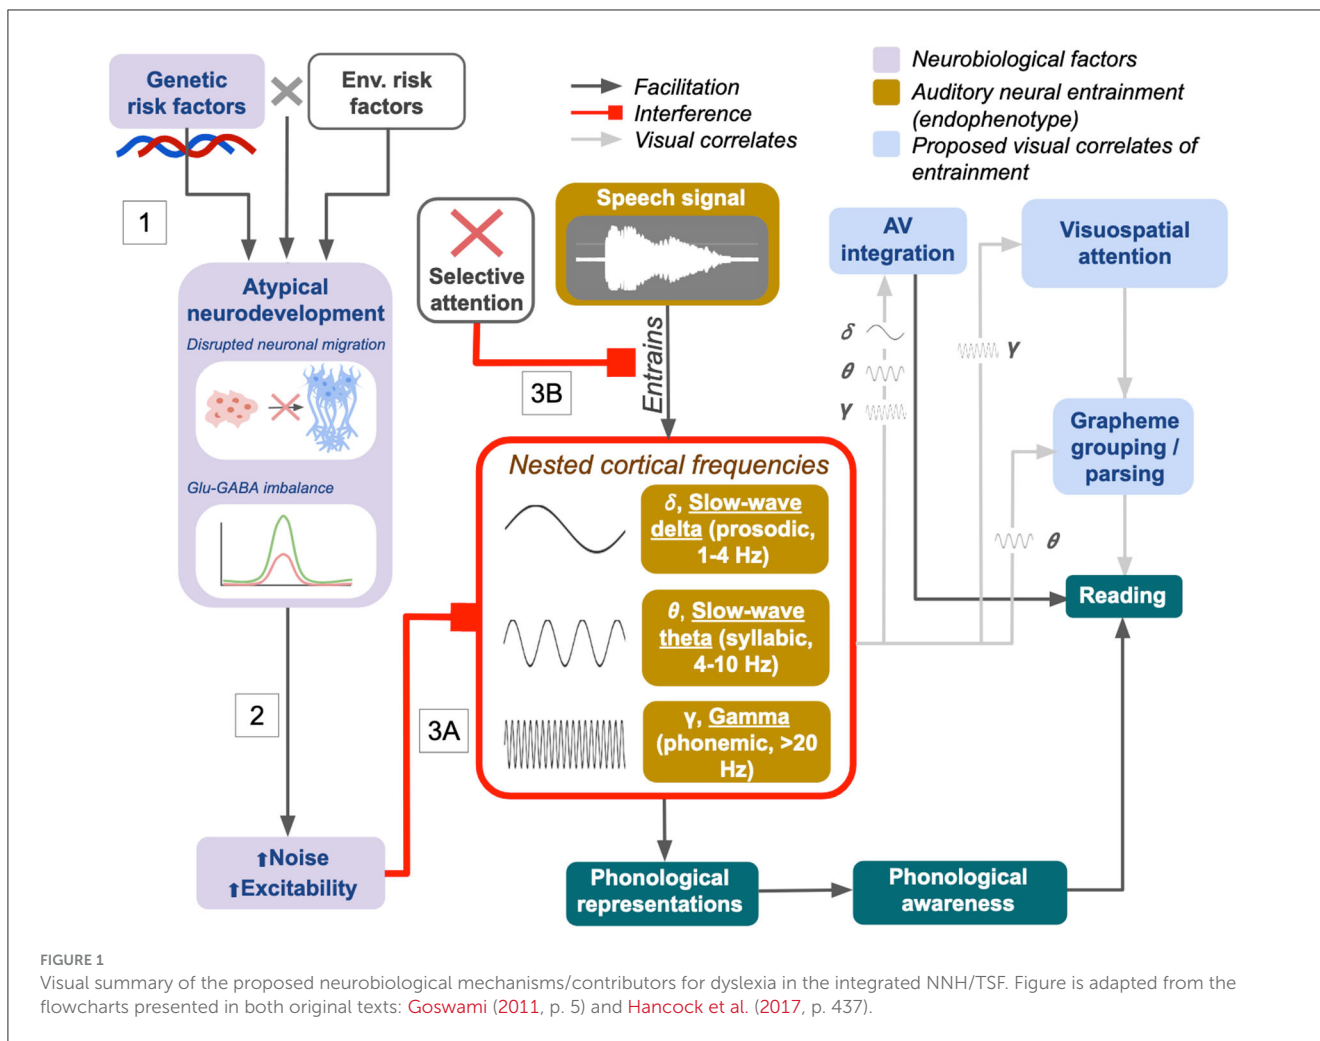 Genetic
risk factors
Env. risk
factors
Facilitation
Interference
Visual correlates
Neurobiological factors
Auditory neural entrainment
(endophenotype)
Proposed visual correlates of
entrainment
1
Atypical
neurodevelopment
Disrupted neuronal migration
Glu-GABA imbalance
2
⬆Noise
⬆Excitability
Selective
attention
3B
3A
Speech signal
Entrains
Nested cortical frequencies
δ, Slow-wave
delta (prosodic,
1-4 Hz)
θ, Slow-wave
theta (syllabic,
4-10 Hz)
γ, Gamma
(phonemic, >20
Hz)
Phonological
representations
Phonological
awareness
AV
integration
δ
θ
γ
γ
Visuospatial
attention
Grapheme
grouping /
parsing
θ
Reading
FIGURE 1
Visual summary of the proposed neurobiological mechanisms/contributors for dyslexia in the integrated NNH/TSF. Figure is adapted from the
flowcharts presented in both original texts: Goswami (2011, p. 5) and Hancock et al. (2017, p. 437).